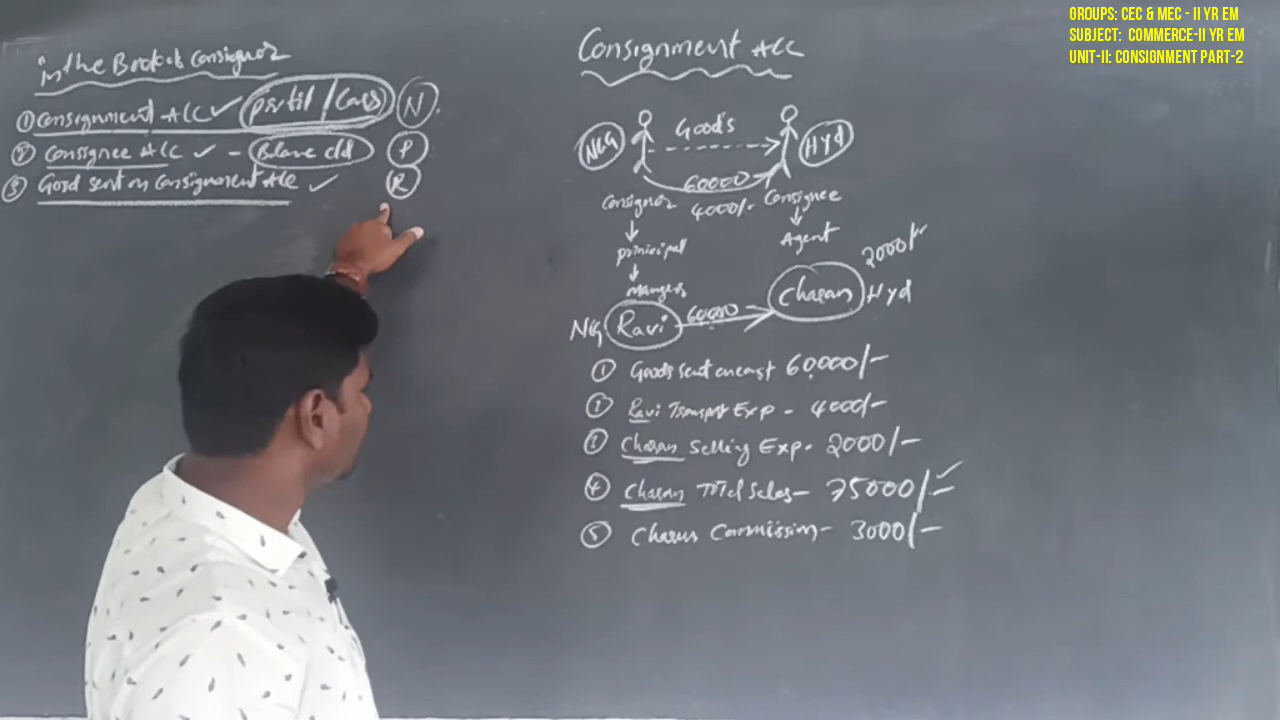 GROUPS: CEC & MEC - II YR EM
SUBJECT: COMMERCE-II YR EM
UNIT-II: CONSIGNMENT PART-2
in the Book of Consignor
① Consignment A/C ✓ Profit / Loss N
② Consignee A/C ✓ - Balance c/d P
③ Good sent on Consignment A/C ✓ R
Consignment A/C
NLG Good's HYd
60000
Consignor 4000/- Consignee
Agent
principal 2000/-
NLG Ravi 60000 Charan Hyd
① Goods sent on 60000/-
② Ravi Transport Exp - 4000/-
③ Charan Selling Exp - 2000/-
④ Charan Total Sales - 75000/-
⑤ Charan Commission - 3000/-